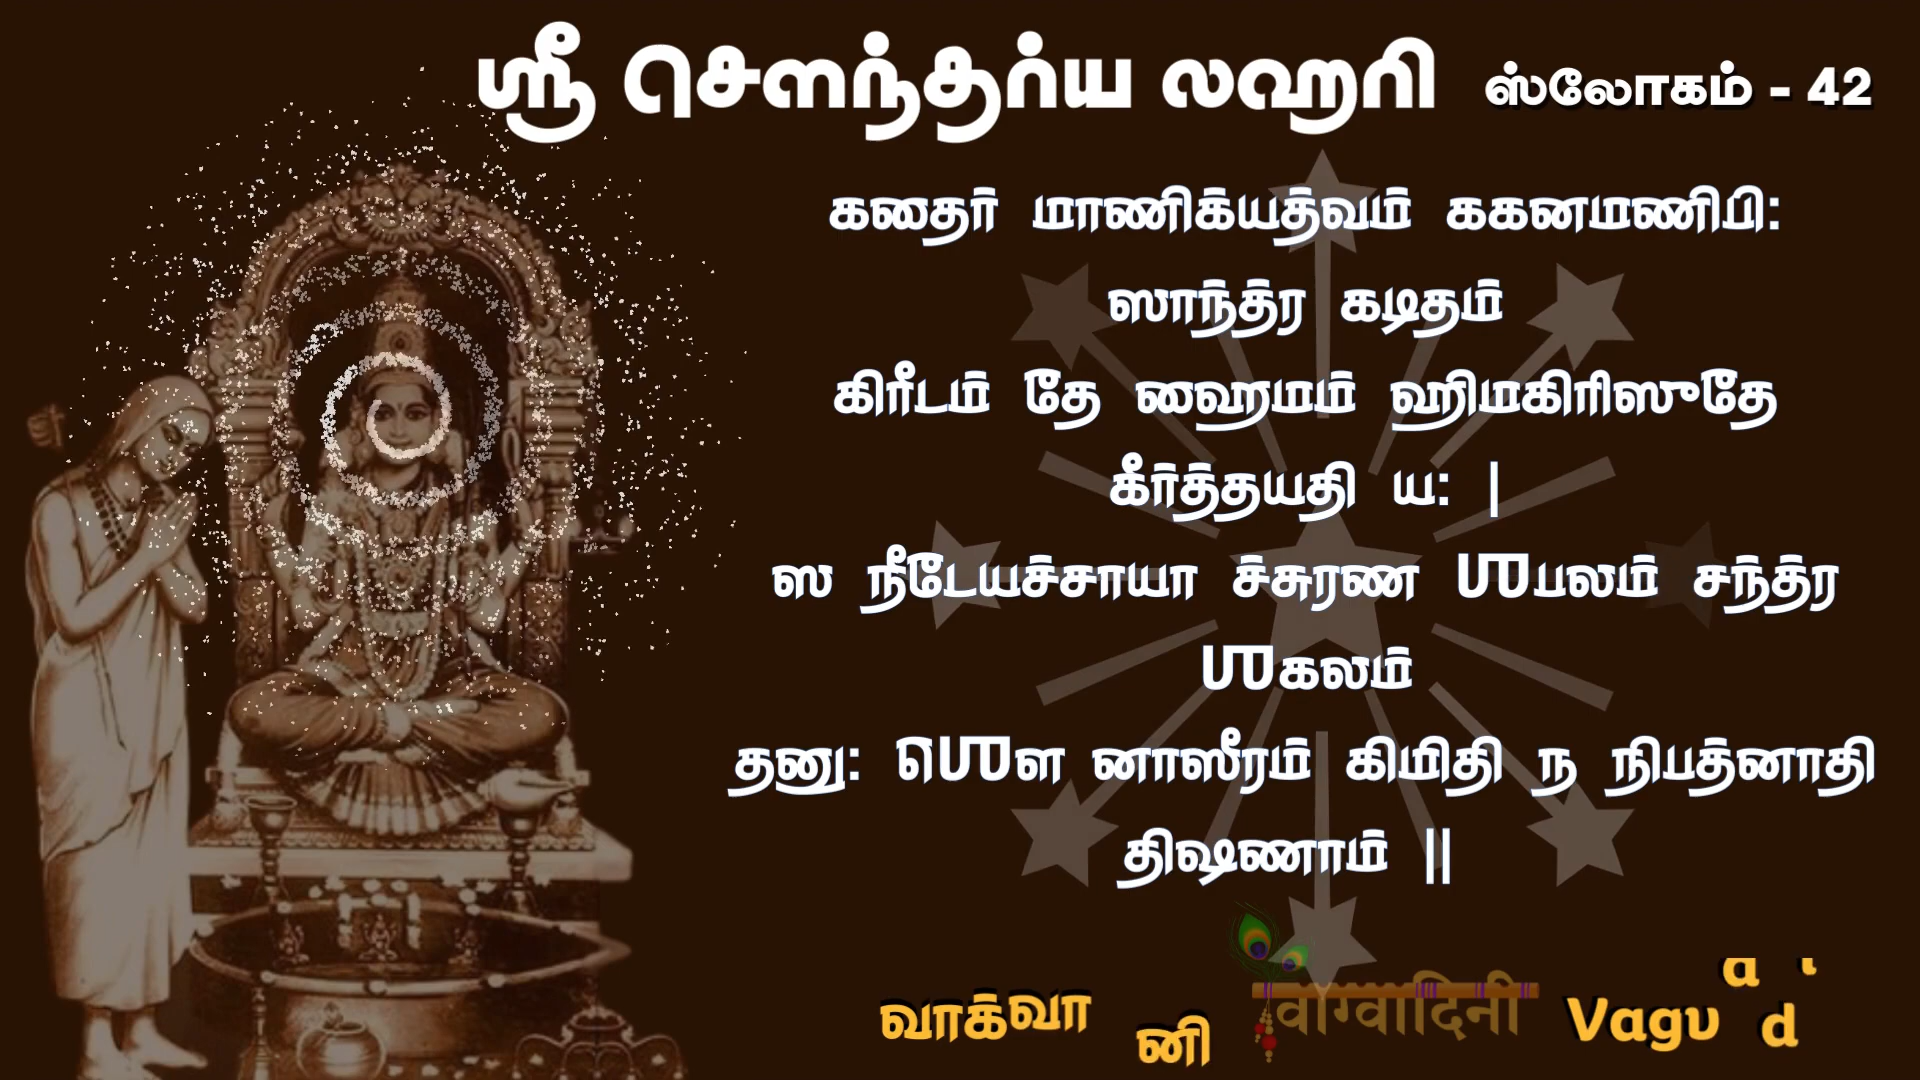 ஸ்ரீ சௌந்தர்ய லஹரி ஸ்லோகம் - 42
கதைர் மாணிக்யத்வம் ககனமணிபி:
ஸாந்த்ர கடிதம்
கிரீடம் தே ஹைமம் ஹிமகிரிஸுதே
கீர்த்தயதி ய: |
ஸ நீடேயச்சாயா ச்சுரண ஶபலம் சந்த்ர
ஶகலம்
தனு: ஶௌ னாஸீரம் கிமிதி ந நிபத்னாதி
திஷணாம் ||
வாக்வா னி वाग्वादिनी Vagv d